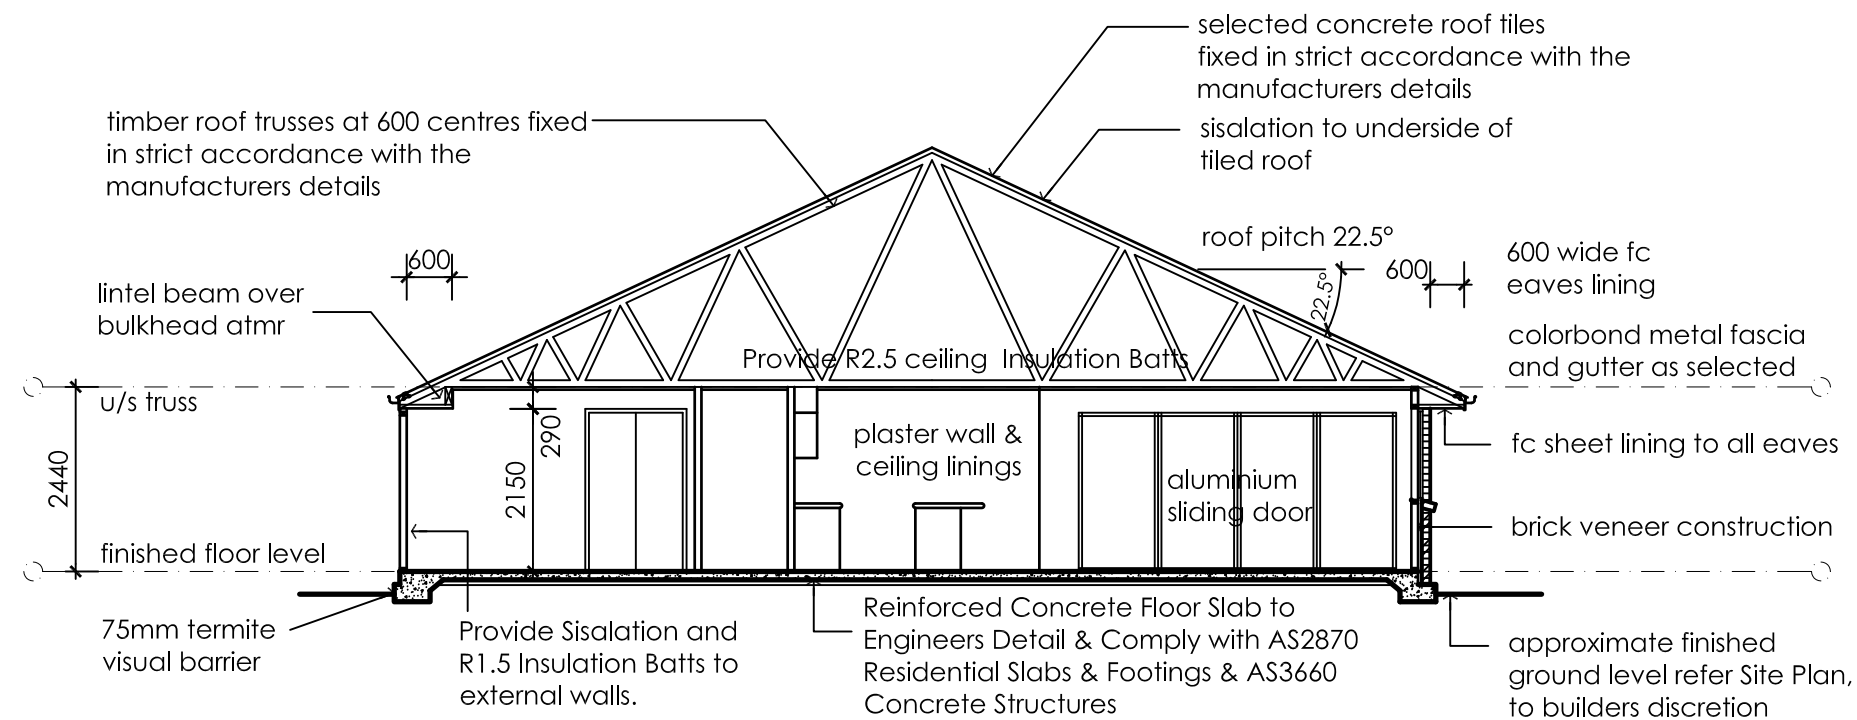 selected concrete roof tiles
fixed in strict accordance with the
manufacturers details
timber roof trusses at 600 centres fixed
in strict accordance with the
manufacturers details
sisalation to underside of
tiled roof
roof pitch 22.5°
22.5°
600
600
600 wide fc
eaves lining
lintel beam over
bulkhead atmr
colorbond metal fascia
and gutter as selected
Provide R2.5 ceiling Insulation Batts
u/s truss
290
2150
2440
plaster wall &
ceiling linings
aluminium
sliding door
fc sheet lining to all eaves
brick veneer construction
finished floor level
75mm termite
visual barrier
Provide Sisalation and
R1.5 Insulation Batts to
external walls.
Reinforced Concrete Floor Slab to
Engineers Detail & Comply with AS2870
Residential Slabs & Footings & AS3660
Concrete Structures
approximate finished
ground level refer Site Plan,
to builders discretion